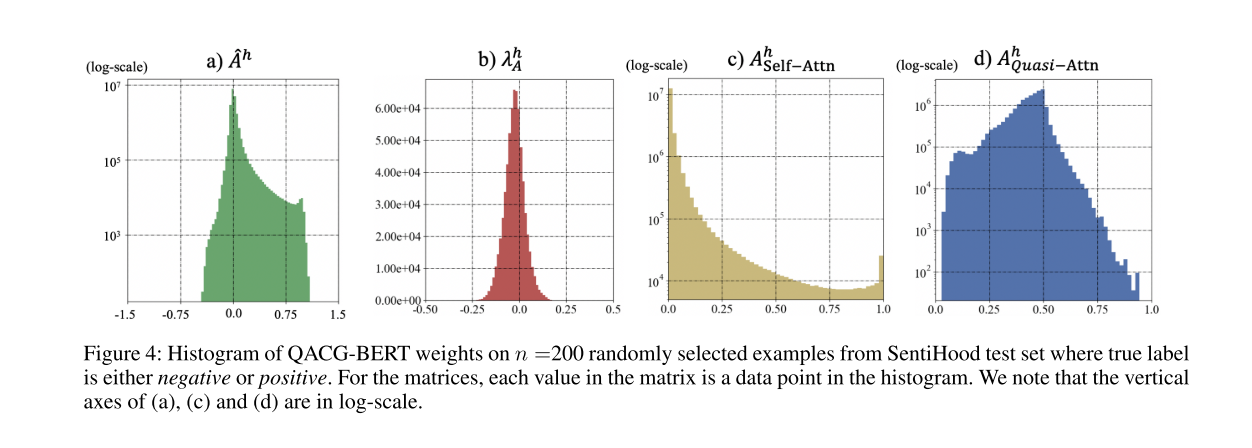 (log-scale) a) Â^h
10^7
10^5
10^3
-1.5 -0.75 0.0 0.75 1.5
b) λ_A^h
6.00e+04
5.00e+04
4.00e+04
3.00e+04
2.00e+04
1.00e+04
0.00e+00
-0.50 -0.25 0.0 0.25 0.5
(log-scale) c) A^h_Self−Attn
10^7
10^6
10^5
10^4
0.0 0.25 0.50 0.75 1.0
(log-scale) d) A^h_Quasi−Attn
10^6
10^5
10^4
10^3
10^2
0.0 0.25 0.50 0.75 1.0
Figure 4: Histogram of QACG-BERT weights on n =200 randomly selected examples from SentiHood test set where true label
is either negative or positive. For the matrices, each value in the matrix is a data point in the histogram. We note that the vertical
axes of (a), (c) and (d) are in log-scale.